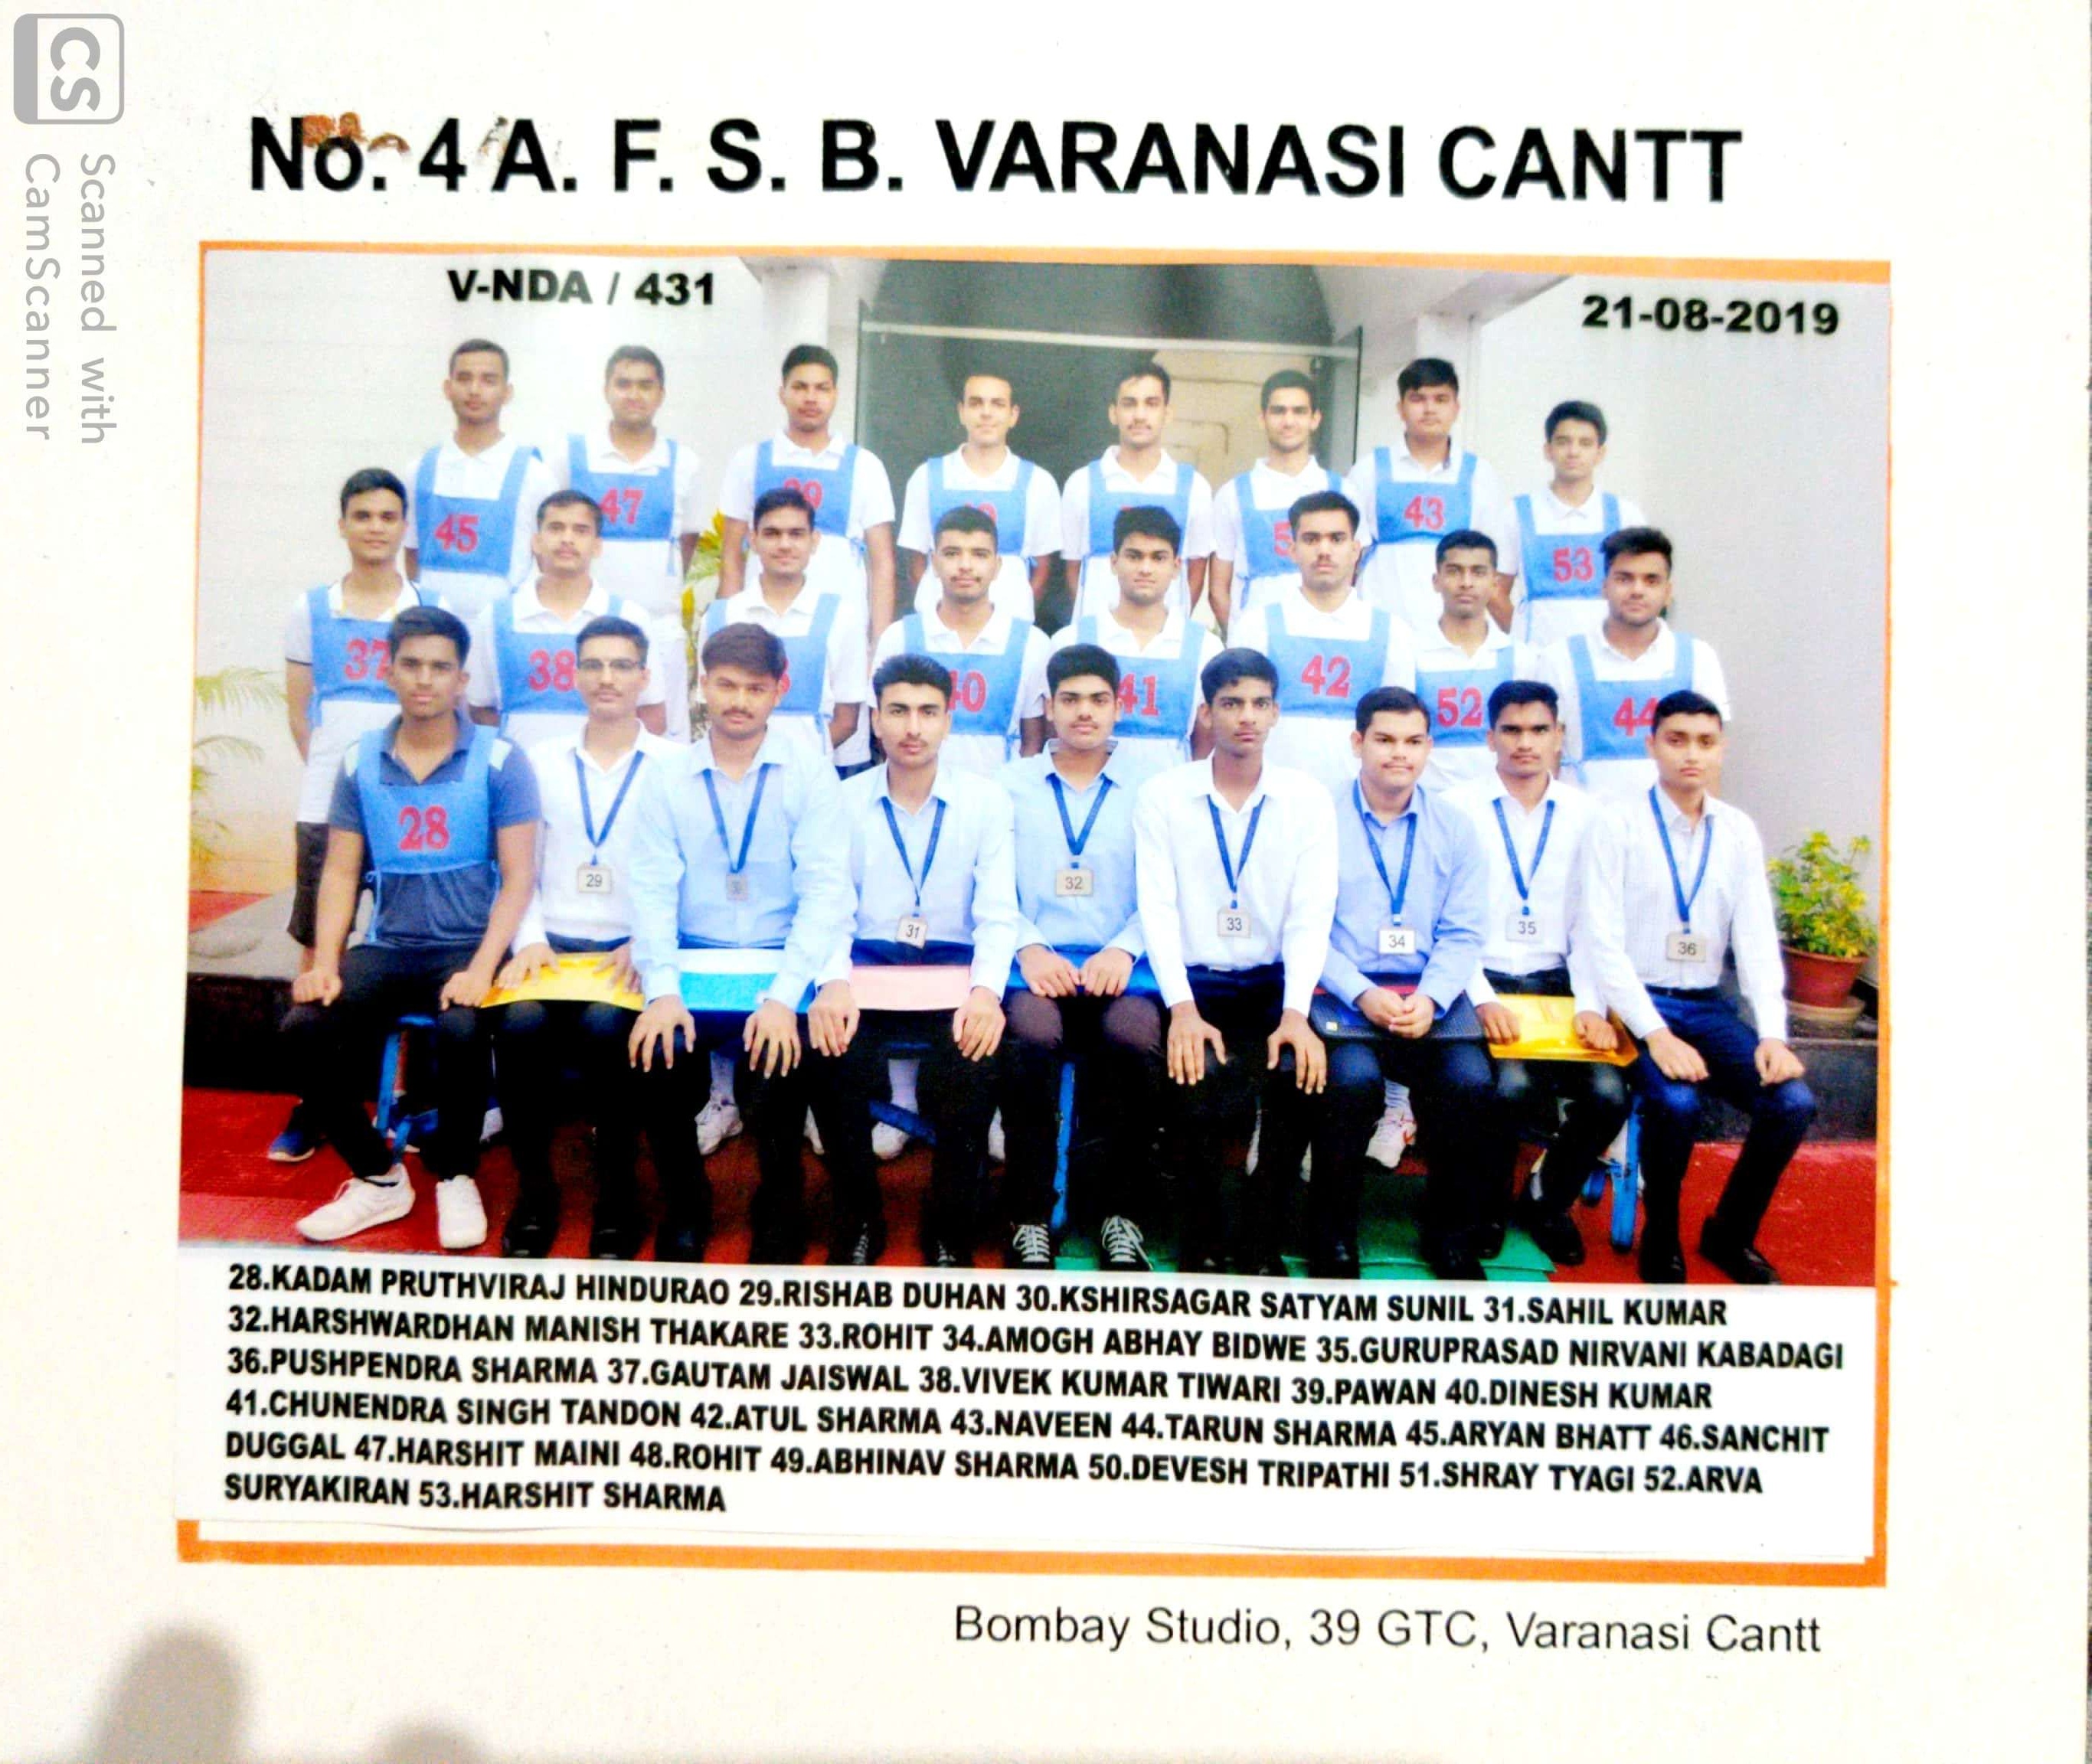 CS
Scanned with
CamScanner
No. 4 A. F. S. B. VARANASI CANTT
V-NDA / 431
21-08-2019
45
47
43
53
37
38
40
41
42
52
44
28
29
31
32
33
34
35
36
28.KADAM PRUTHVIRAJ HINDURAO 29.RISHAB DUHAN 30.KSHIRSAGAR SATYAM SUNIL 31.SAHIL KUMAR
32.HARSHWARDHAN MANISH THAKARE 33.ROHIT 34.AMOGH ABHAY BIDWE 35.GURUPRASAD NIRVANI KABADAGI
36.PUSHPENDRA SHARMA 37.GAUTAM JAISWAL 38.VIVEK KUMAR TIWARI 39.PAWAN 40.DINESH KUMAR
41.CHUNENDRA SINGH TANDON 42.ATUL SHARMA 43.NAVEEN 44.TARUN SHARMA 45.ARYAN BHATT 46.SANCHIT
DUGGAL 47.HARSHIT MAINI 48.ROHIT 49.ABHINAV SHARMA 50.DEVESH TRIPATHI 51.SHRAY TYAGI 52.ARVA
SURYAKIRAN 53.HARSHIT SHARMA
Bombay Studio, 39 GTC, Varanasi Cantt